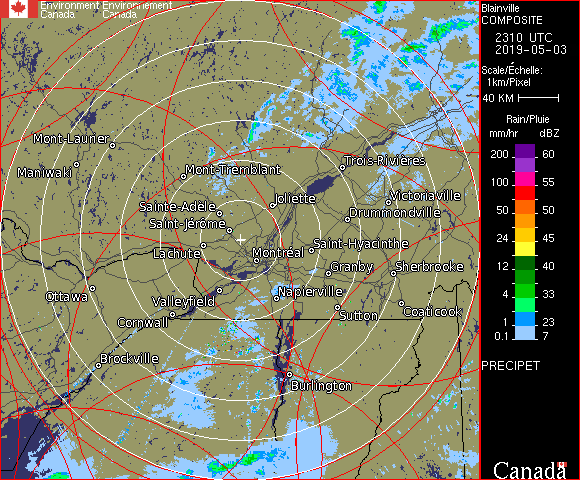 Environment Environnement
Canada Canada
Blainville
COMPOSITE
2310 UTC
2019-05-03
Scale/Échelle:
1km/Pixel
40 KM
Rain/Pluie
mm/hr dBZ
200 60
100 55
50 50
24 45
12 40
4 33
1 23
0.1 7
PRECIPET
Canada
Mont-Laurier
Maniwaki
Mont-Tremblant
Trois-Rivières
Sainte-Adèle
Joliette
Victoriaville
Saint-Jérôme
Drummondville
Lachute
Montréal
Saint-Hyacinthe
Granby
Sherbrooke
Ottawa
Valleyfield
Napierville
Cornwall
Sutton
Coaticook
Brockville
Burlington